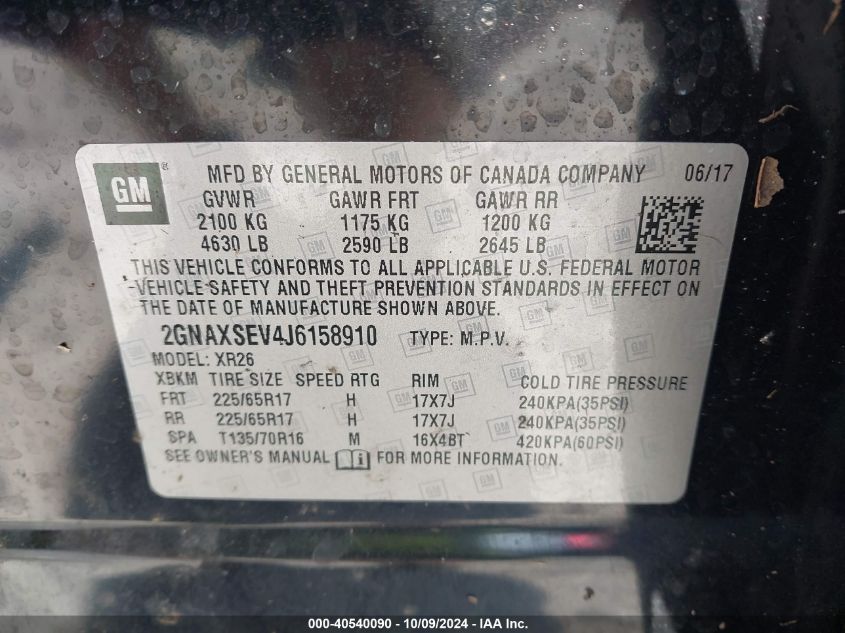 GM ® MFD BY GENERAL MOTORS OF CANADA COMPANY 06/17
GVWR GAWR FRT GAWR RR
2100 KG 1175 KG 1200 KG
4630 LB 2590 LB 2645 LB
THIS VEHICLE CONFORMS TO ALL APPLICABLE U.S. FEDERAL MOTOR
-VEHICLE SAFETY AND THEFT PREVENTION STANDARDS IN EFFECT ON
THE DATE OF MANUFACTURE SHOWN ABOVE.
2GNAXSEV4J6158910 TYPE: M.P.V.
MODEL: XR26
XBKM TIRE SIZE SPEED RTG RIM COLD TIRE PRESSURE
FRT 225/65R17 H 17X7J 240KPA(35PSI)
RR 225/65R17 H 17X7J 240KPA(35PSI)
SPA T135/70R16 M 16X4BT 420KPA(60PSI)
SEE OWNER'S MANUAL FOR MORE INFORMATION.
000-40540090 - 10/09/2024 - IAA Inc.